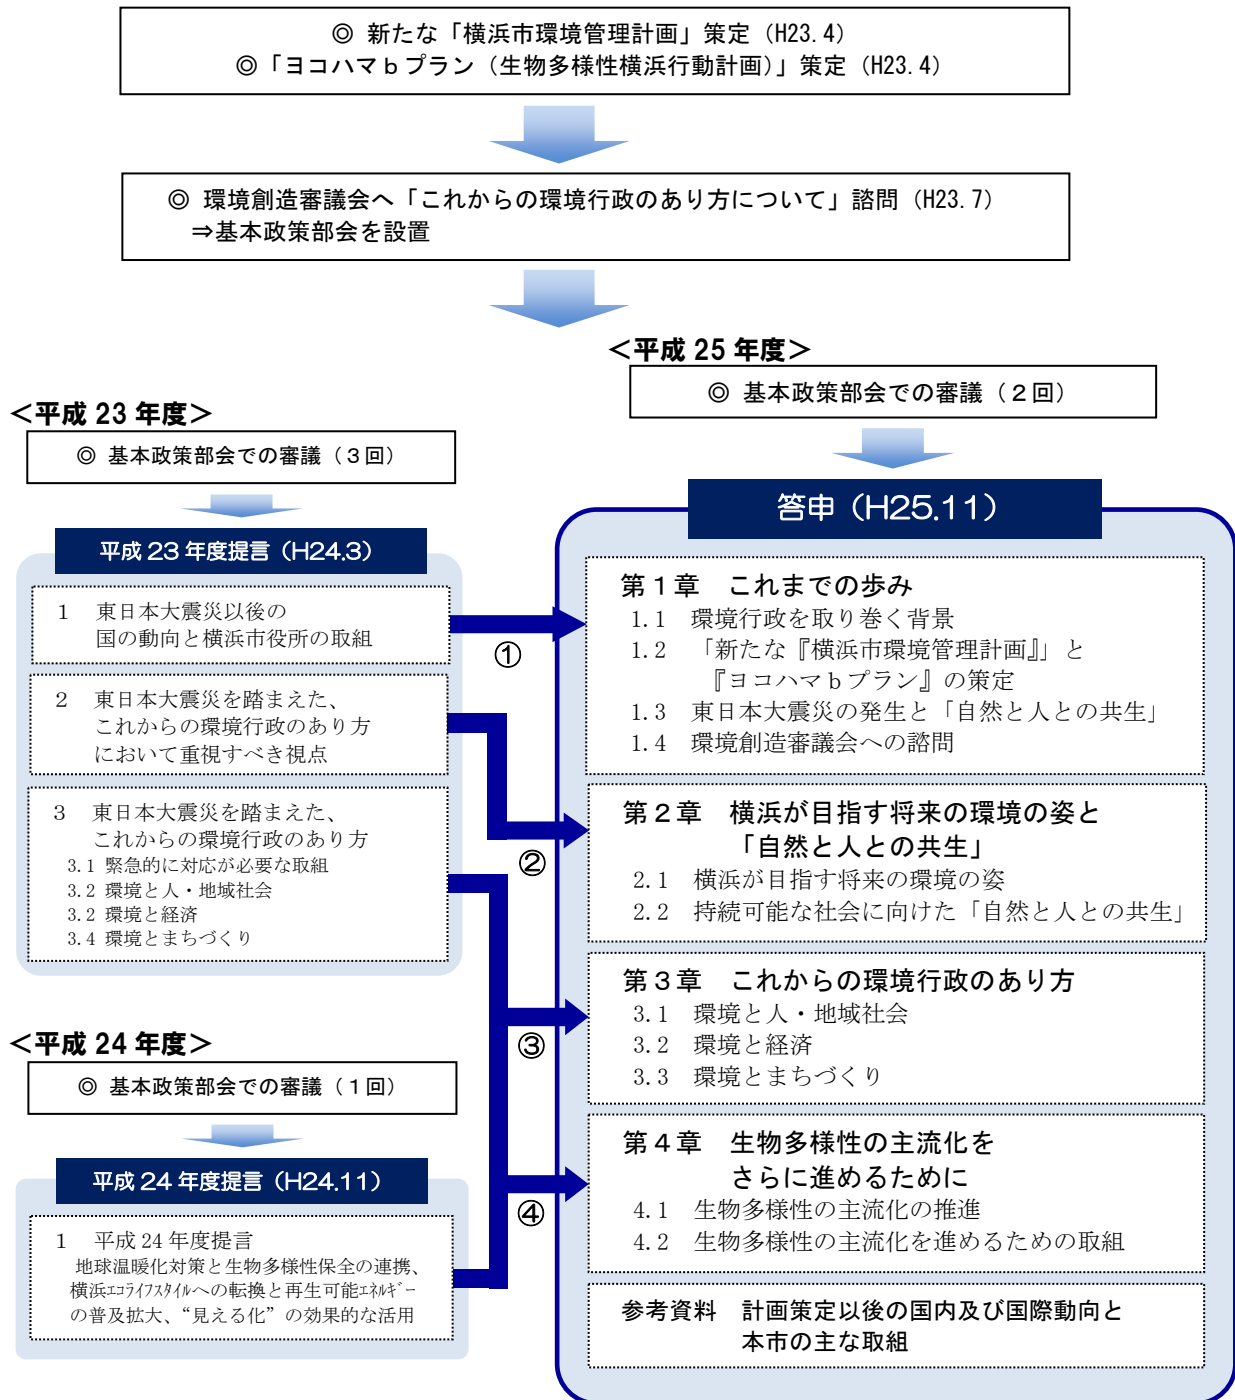 ◎ 新たな「横浜市環境管理計画」策定（H23.4）
◎「ヨコハマｂプラン（生物多様性横浜行動計画）」策定（H23.4）
◎ 環境創造審議会へ「これからの環境行政のあり方について」諮問（H23.7）
⇒基本政策部会を設置
＜平成 23 年度＞
◎ 基本政策部会での審議（３回）
平成 23 年度提言（H24.3）
1 東日本大震災以後の
国の動向と横浜市役所の取組
2 東日本大震災を踏まえた、
これからの環境行政のあり方
において重視すべき視点
3 東日本大震災を踏まえた、
これからの環境行政のあり方
3.1 緊急的に対応が必要な取組
3.2 環境と人・地域社会
3.2 環境と経済
3.4 環境とまちづくり
＜平成 24 年度＞
◎ 基本政策部会での審議（１回）
平成 24 年度提言（H24.11）
1 平成 24 年度提言
地球温暖化対策と生物多様性保全の連携、
横浜ｴｺﾗｲﾌｽﾀｲﾙへの転換と再生可能ｴﾈﾙｷﾞｰ
の普及拡大、“見える化”の効果的な活用
①
②
③
④
＜平成 25 年度＞
◎ 基本政策部会での審議（２回）
答申（H25.11）
第１章 これまでの歩み
1.1 環境行政を取り巻く背景
1.2 「新たな『横浜市環境管理計画』」と
『ヨコハマｂプラン』の策定
1.3 東日本大震災の発生と「自然と人との共生」
1.4 環境創造審議会への諮問
第２章 横浜が目指す将来の環境の姿と
「自然と人との共生」
2.1 横浜が目指す将来の環境の姿
2.2 持続可能な社会に向けた「自然と人との共生」
第３章 これからの環境行政のあり方
3.1 環境と人・地域社会
3.2 環境と経済
3.3 環境とまちづくり
第４章 生物多様性の主流化を
さらに進めるために
4.1 生物多様性の主流化の推進
4.2 生物多様性の主流化を進めるための取組
参考資料 計画策定以後の国内及び国際動向と
本市の主な取組